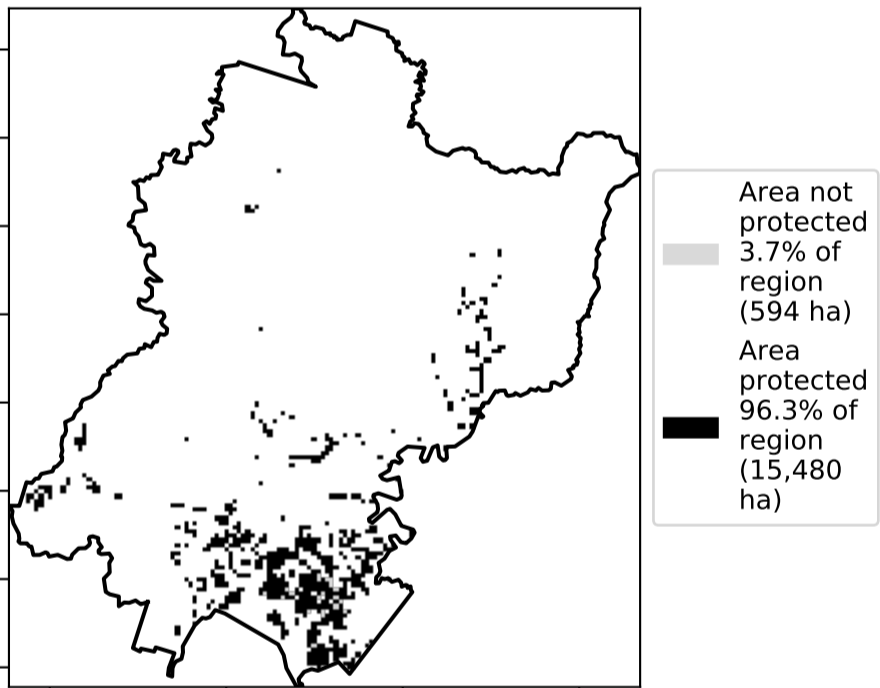 Area not
protected
3.7% of
region
(594 ha)
Area
protected
96.3% of
region
(15,480
ha)